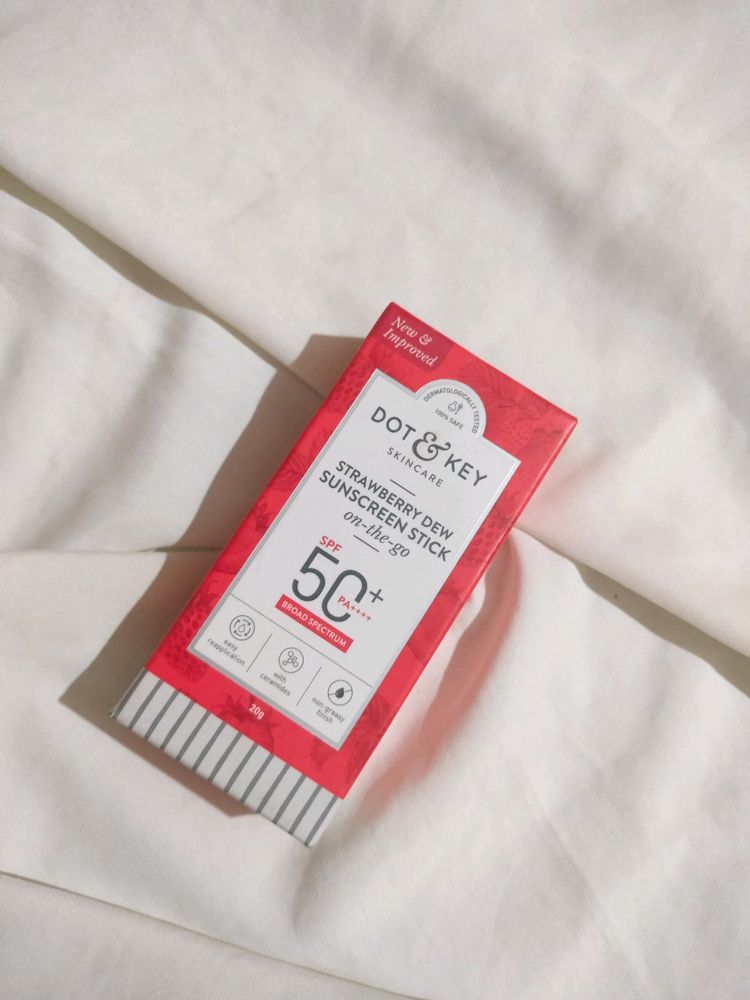 New &
Improved
DERMATOLOGICALLY TESTED
100% SAFE
DOT & KEY
SKINCARE
STRAWBERRY DEW
SUNSCREEN STICK
on-the-go
SPF
50+
PA++++
BROAD SPECTRUM
easy
reapplication
with
ceramides
non-greasy
finish
20g